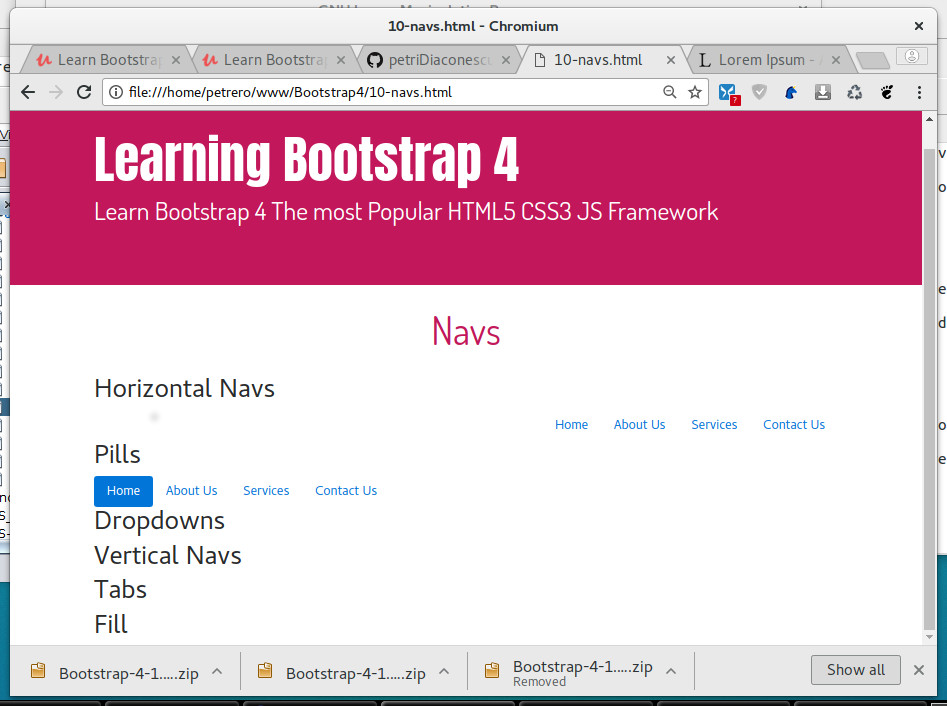 10-navs.html - Chromium
Learn Bootstra
Learn Bootstra
petriDiaconesc
10-navs.html
Lorem Ipsum -
file:///home/petrero/www/Bootstrap4/10-navs.html
Learning Bootstrap 4
Learn Bootstrap 4 The most Popular HTML5 CSS3 JS Framework
Navs
Horizontal Navs
Home About Us Services Contact Us
Pills
Home About Us Services Contact Us
Dropdowns
Vertical Navs
Tabs
Fill
Bootstrap-4-1.....zip
Bootstrap-4-1.....zip
Bootstrap-4-1.....zip
Removed
Show all